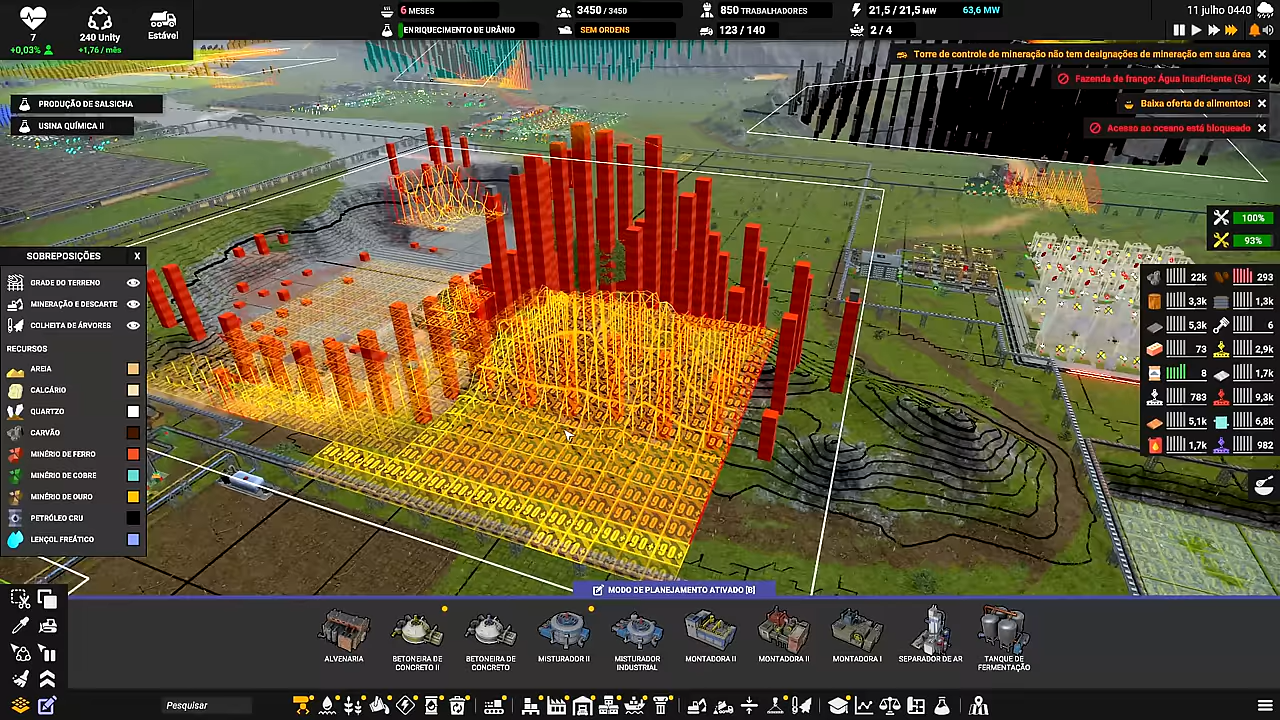 6 MESES
3450 / 3450
850 TRABALHADORES
21,5 / 21,5 MW
63,6 MW
11 julho 0440
7
+0,03%
240 Unity
+1,76 / mês
Estável
ENRIQUECIMENTO DE URÂNIO
SEM ORDENS
123 / 140
2 / 4
Torre de controle de mineração não tem designações de mineração em sua área X
Fazenda de frango: Água insuficiente (5x) X
Baixa oferta de alimentos! X
Acesso ao oceano está bloqueado X
PRODUÇÃO DE SALSICHA
USINA QUÍMICA II
100%
93%
SOBREPOSIÇÕES X
GRADE DO TERRENO
MINERAÇÃO E DESCARTE
COLHEITA DE ÁRVORES
RECURSOS
AREIA
CALCÁRIO
QUARTZO
CARVÃO
MINÉRIO DE FERRO
MINÉRIO DE COBRE
MINÉRIO DE OURO
PETRÓLEO CRU
LENÇOL FREÁTICO
22k 293
3,3k 1,3k
5,3k 6
73 2,9k
8 1,7k
783 9,3k
5,1k 6,8k
1,7k 982
MODO DE PLANEJAMENTO ATIVADO [B]
ALVENARIA
BETONEIRA DE CONCRETO II
BETONEIRA DE CONCRETO
MISTURADOR II
MISTURADOR INDUSTRIAL
MONTADORA II
MONTADORA II
MONTADORA I
SEPARADOR DE AR
TANQUE DE FERMENTAÇÃO
Pesquisar